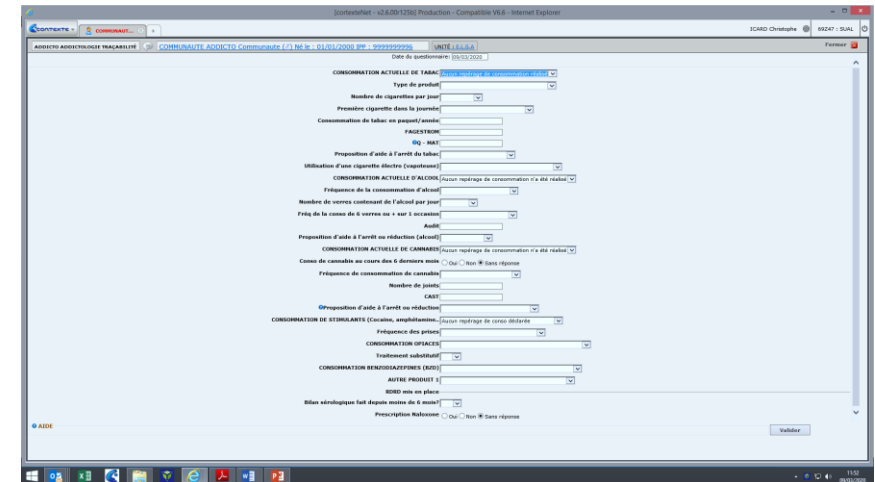 [cortexteNet - v2.6.00r125b] Production - Compatible V6.6 - Internet Explorer
CONTEXTE
COMMUNAUT...
ICARD Christophe
69Z47 : SUAL
ADDICTO ADDICTOLOGIE TRAÇABILITÉ
COMMUNAUTE ADDICTO Communaute (?) Né le : 01/01/2000 IPP : 9999999996
UNITÉ : E.L.S.A
Fermer
Date du questionnaire: 09/03/2020
CONSOMMATION ACTUELLE DE TABAC Aucun repérage de consommation réalisé
Type de produit
Nombre de cigarettes par jour
Première cigarette dans la journée
Consommation de tabac en paquet/année
FAGESTROM
Q - MAT
Proposition d'aide à l'arrêt du tabac
Utilisation d'une cigarette électro (vapoteuse)
CONSOMMATION ACTUELLE D'ALCOOL Aucun repérage de consommation n'a été réalisé
Fréquence de la consommation d'alcool
Nombre de verres contenant de l'alcool par jour
Fréq de la conso de 6 verres ou + sur 1 occasion
Audit
Proposition d'aide à l'arrêt ou réduction (alcool)
CONSOMMATION ACTUELLE DE CANNABIS Aucun repérage de consommation n'a été réalisé
Conso de cannabis au cours des 6 derniers mois Oui Non Sans réponse
Fréquence de consommation de cannabis
Nombre de joints
CAST
Proposition d'aide à l'arrêt ou réduction
CONSOMMATION DE STIMULANTS (Cocaine, amphétamine.. Aucun repérage de conso déclarée
Fréquence des prises
CONSOMMATION OPIACES
Traitement substitutif
CONSOMMATION BENZODIAZEPINES (BZD)
AUTRE PRODUIT 1
RDRD mis en place
Bilan sérologique fait depuis moins de 6 mois?
Prescription Naloxone Oui Non Sans réponse
AIDE
Valider
11:52
09/03/2020